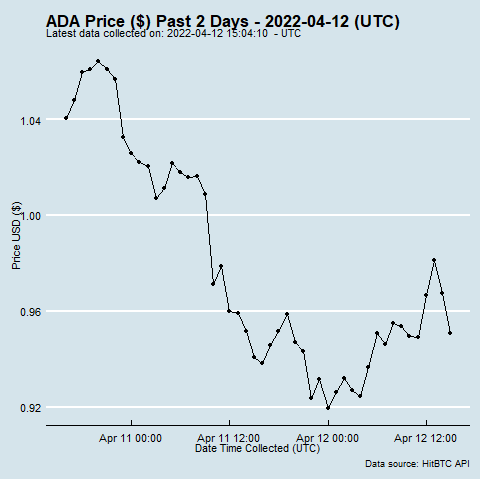 ADA Price ($) Past 2 Days - 2022-04-12 (UTC)
Latest data collected on: 2022-04-12 15:04:10 - UTC
Price USD ($)
1.04
1.00
0.96
0.92
Apr 11 00:00 Apr 11 12:00 Apr 12 00:00 Apr 12 12:00
Date Time Collected (UTC)
Data source: HitBTC API